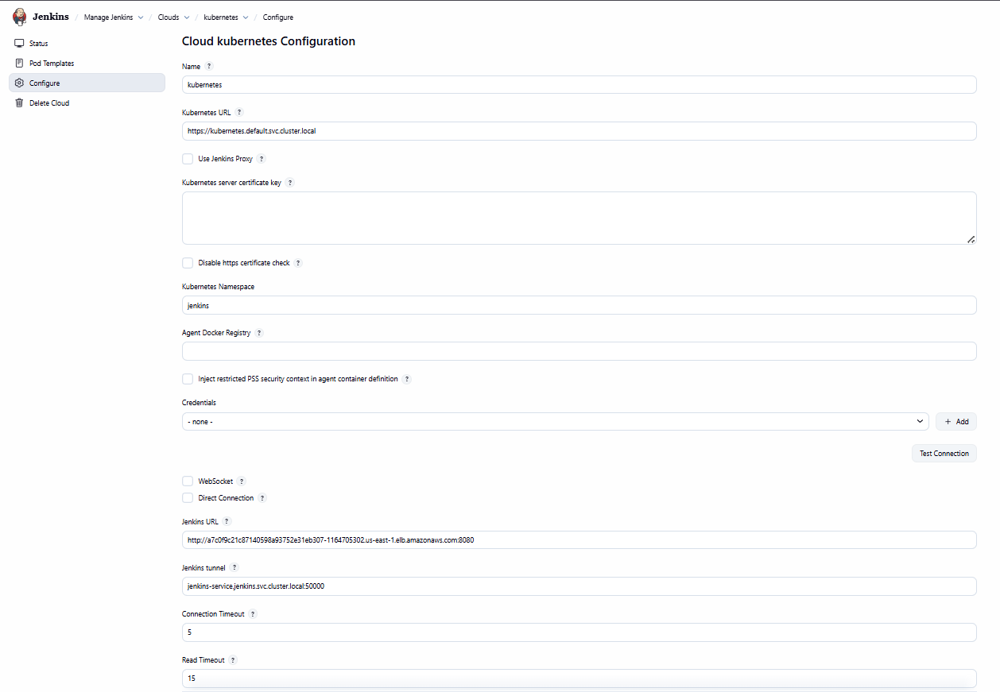 Jenkins / Manage Jenkins / Clouds / kubernetes / Configure
Status
Pod Templates
Configure
Delete Cloud
Cloud kubernetes Configuration
Name ?
kubernetes
Kubernetes URL ?
https://kubernetes.default.svc.cluster.local
Use Jenkins Proxy ?
Kubernetes server certificate key ?
Disable https certificate check ?
Kubernetes Namespace
jenkins
Agent Docker Registry ?
Inject restricted PSS security context in agent container definition ?
Credentials
- none -
+ Add
Test Connection
WebSocket ?
Direct Connection ?
Jenkins URL ?
http://a7c0f9c21c87140598a93752e31eb307-1164705302.us-east-1.elb.amazonaws.com:8080
Jenkins tunnel ?
jenkins-service.jenkins.svc.cluster.local:50000
Connection Timeout ?
5
Read Timeout ?
15